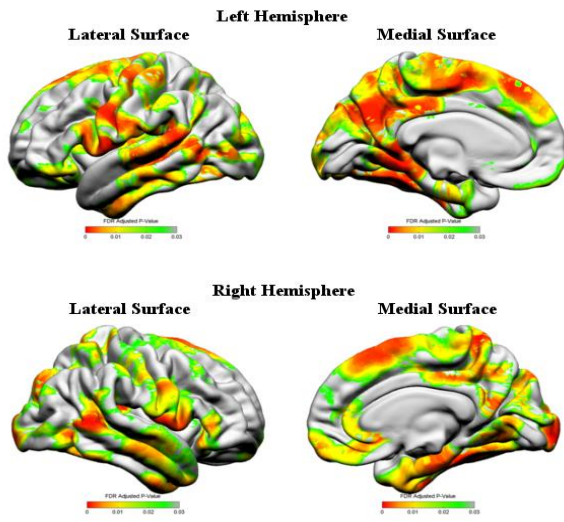 Left Hemisphere
Lateral Surface
Medial Surface
FDR Adjusted P-Value
0 0.01 0.02 0.03
FDR Adjusted P-Value
0 0.01 0.02 0.03
Right Hemisphere
Lateral Surface
Medial Surface
FDR Adjusted P-Value
0 0.01 0.02 0.03
FDR Adjusted P-Value
0 0.01 0.02 0.03